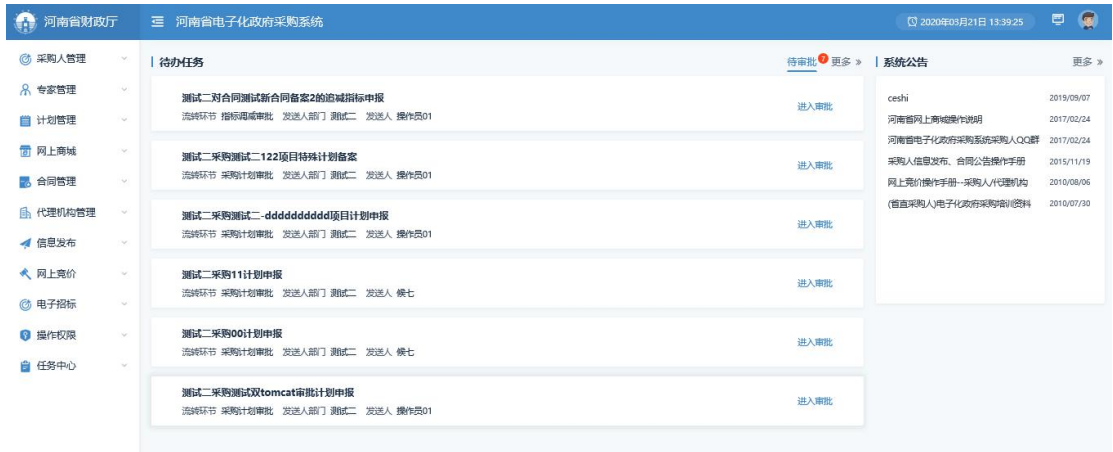 河南省财政厅
河南省电子化政府采购系统
2020年03月21日 13:39:25
采购人管理
专家管理
计划管理
网上商城
合同管理
代理机构管理
信息发布
网上竞价
电子招标
操作权限
任务中心
待办任务
待审批 7 更多 »
测试二对合同测试新合同备案2的追减指标申报
流转环节 指标调减审批 发送人部门 测试二 发送人 操作员01
进入审批
测试二采购测试二122项目特殊计划备案
流转环节 采购计划审批 发送人部门 测试二 发送人 操作员01
进入审批
测试二采购测试二-dddddddddd项目计划申报
流转环节 采购计划审批 发送人部门 测试二 发送人 操作员01
进入审批
测试二采购11计划申报
流转环节 采购计划审批 发送人部门 测试二 发送人 候七
进入审批
测试二采购00计划申报
流转环节 采购计划审批 发送人部门 测试二 发送人 候七
进入审批
测试二采购测试双tomcat审批计划申报
流转环节 采购计划审批 发送人部门 测试二 发送人 操作员01
进入审批
系统公告
更多 »
ceshi 2019/09/07
河南省网上商城操作说明 2017/02/24
河南省电子化政府采购系统采购人QQ群 2017/02/24
采购人信息发布、合同公告操作手册 2015/11/19
网上竞价操作手册--采购人/代理机构 2010/08/06
(省直采购人)电子化政府采购培训资料 2010/07/30